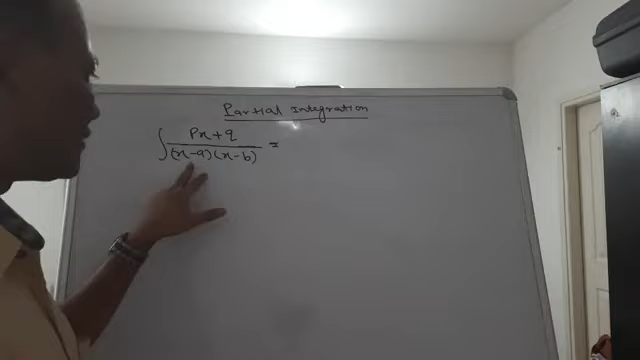 Partial Integration
∫ Px+q / (x-a)(x-b) =